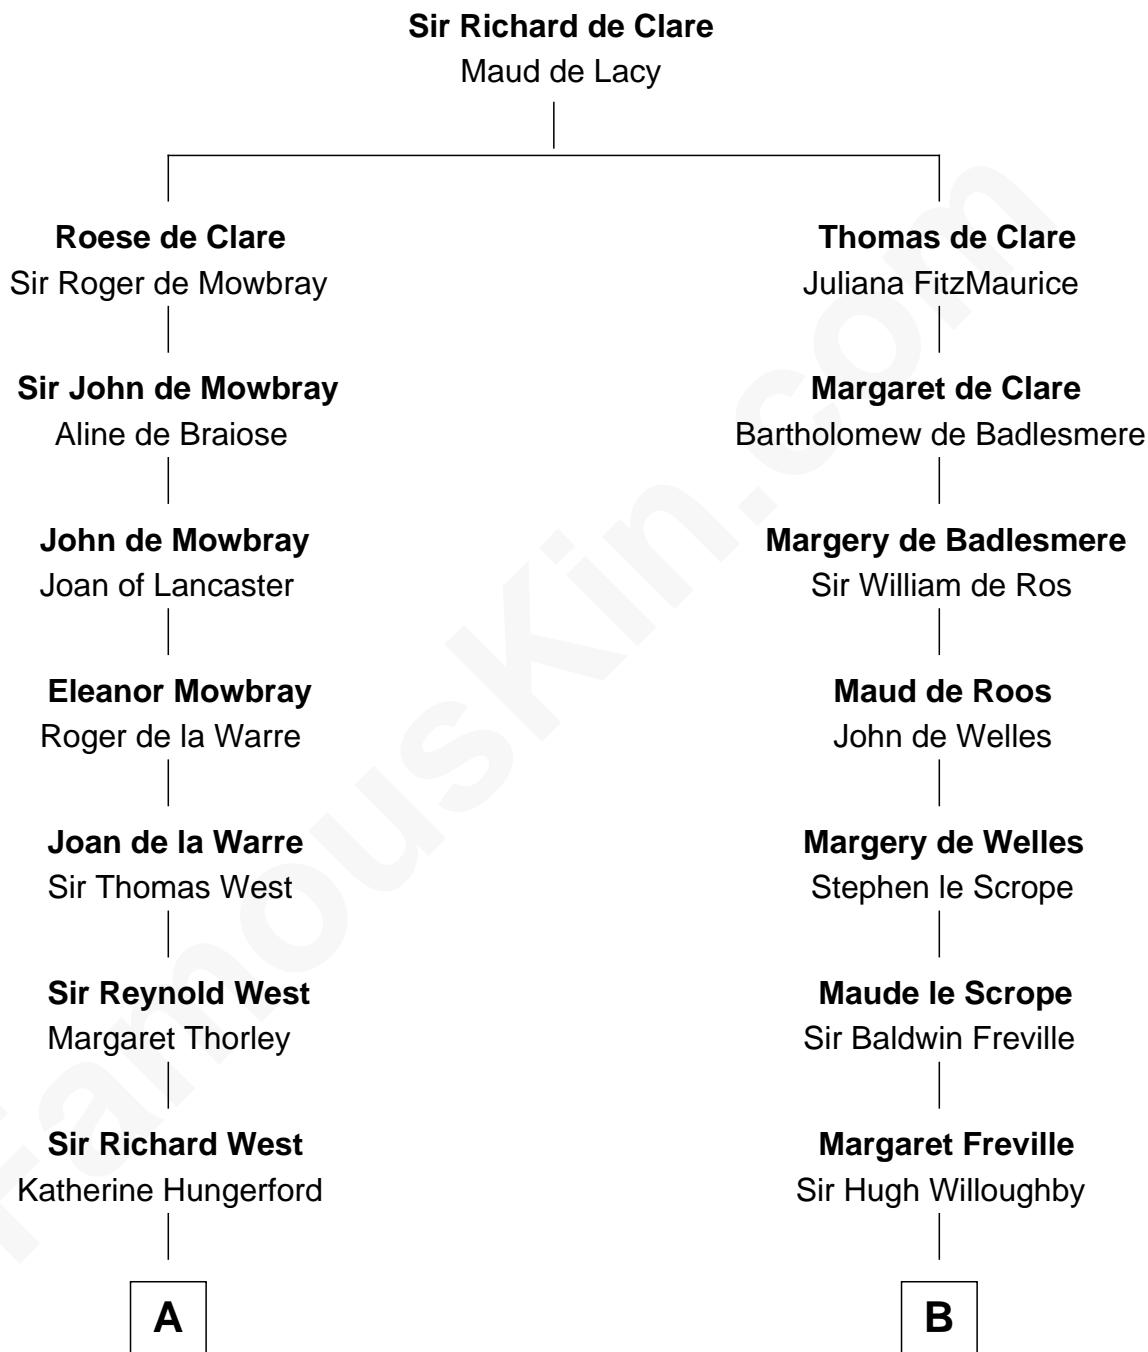 Sir Richard de Clare
Maud de Lacy
Roese de Clare
Sir Roger de Mowbray
Thomas de Clare
Juliana FitzMaurice
Sir John de Mowbray
Aline de Braiose
Margaret de Clare
Bartholomew de Badlesmere
John de Mowbray
Joan of Lancaster
Margery de Badlesmere
Sir William de Ros
Eleanor Mowbray
Roger de la Warre
Maud de Roos
John de Welles
Joan de la Warre
Sir Thomas West
Margery de Welles
Stephen le Scrope
Sir Reynold West
Margaret Thorley
Maude le Scrope
Sir Baldwin Freville
Sir Richard West
Katherine Hungerford
Margaret Freville
Sir Hugh Willoughby
A
B
FamousKin.com